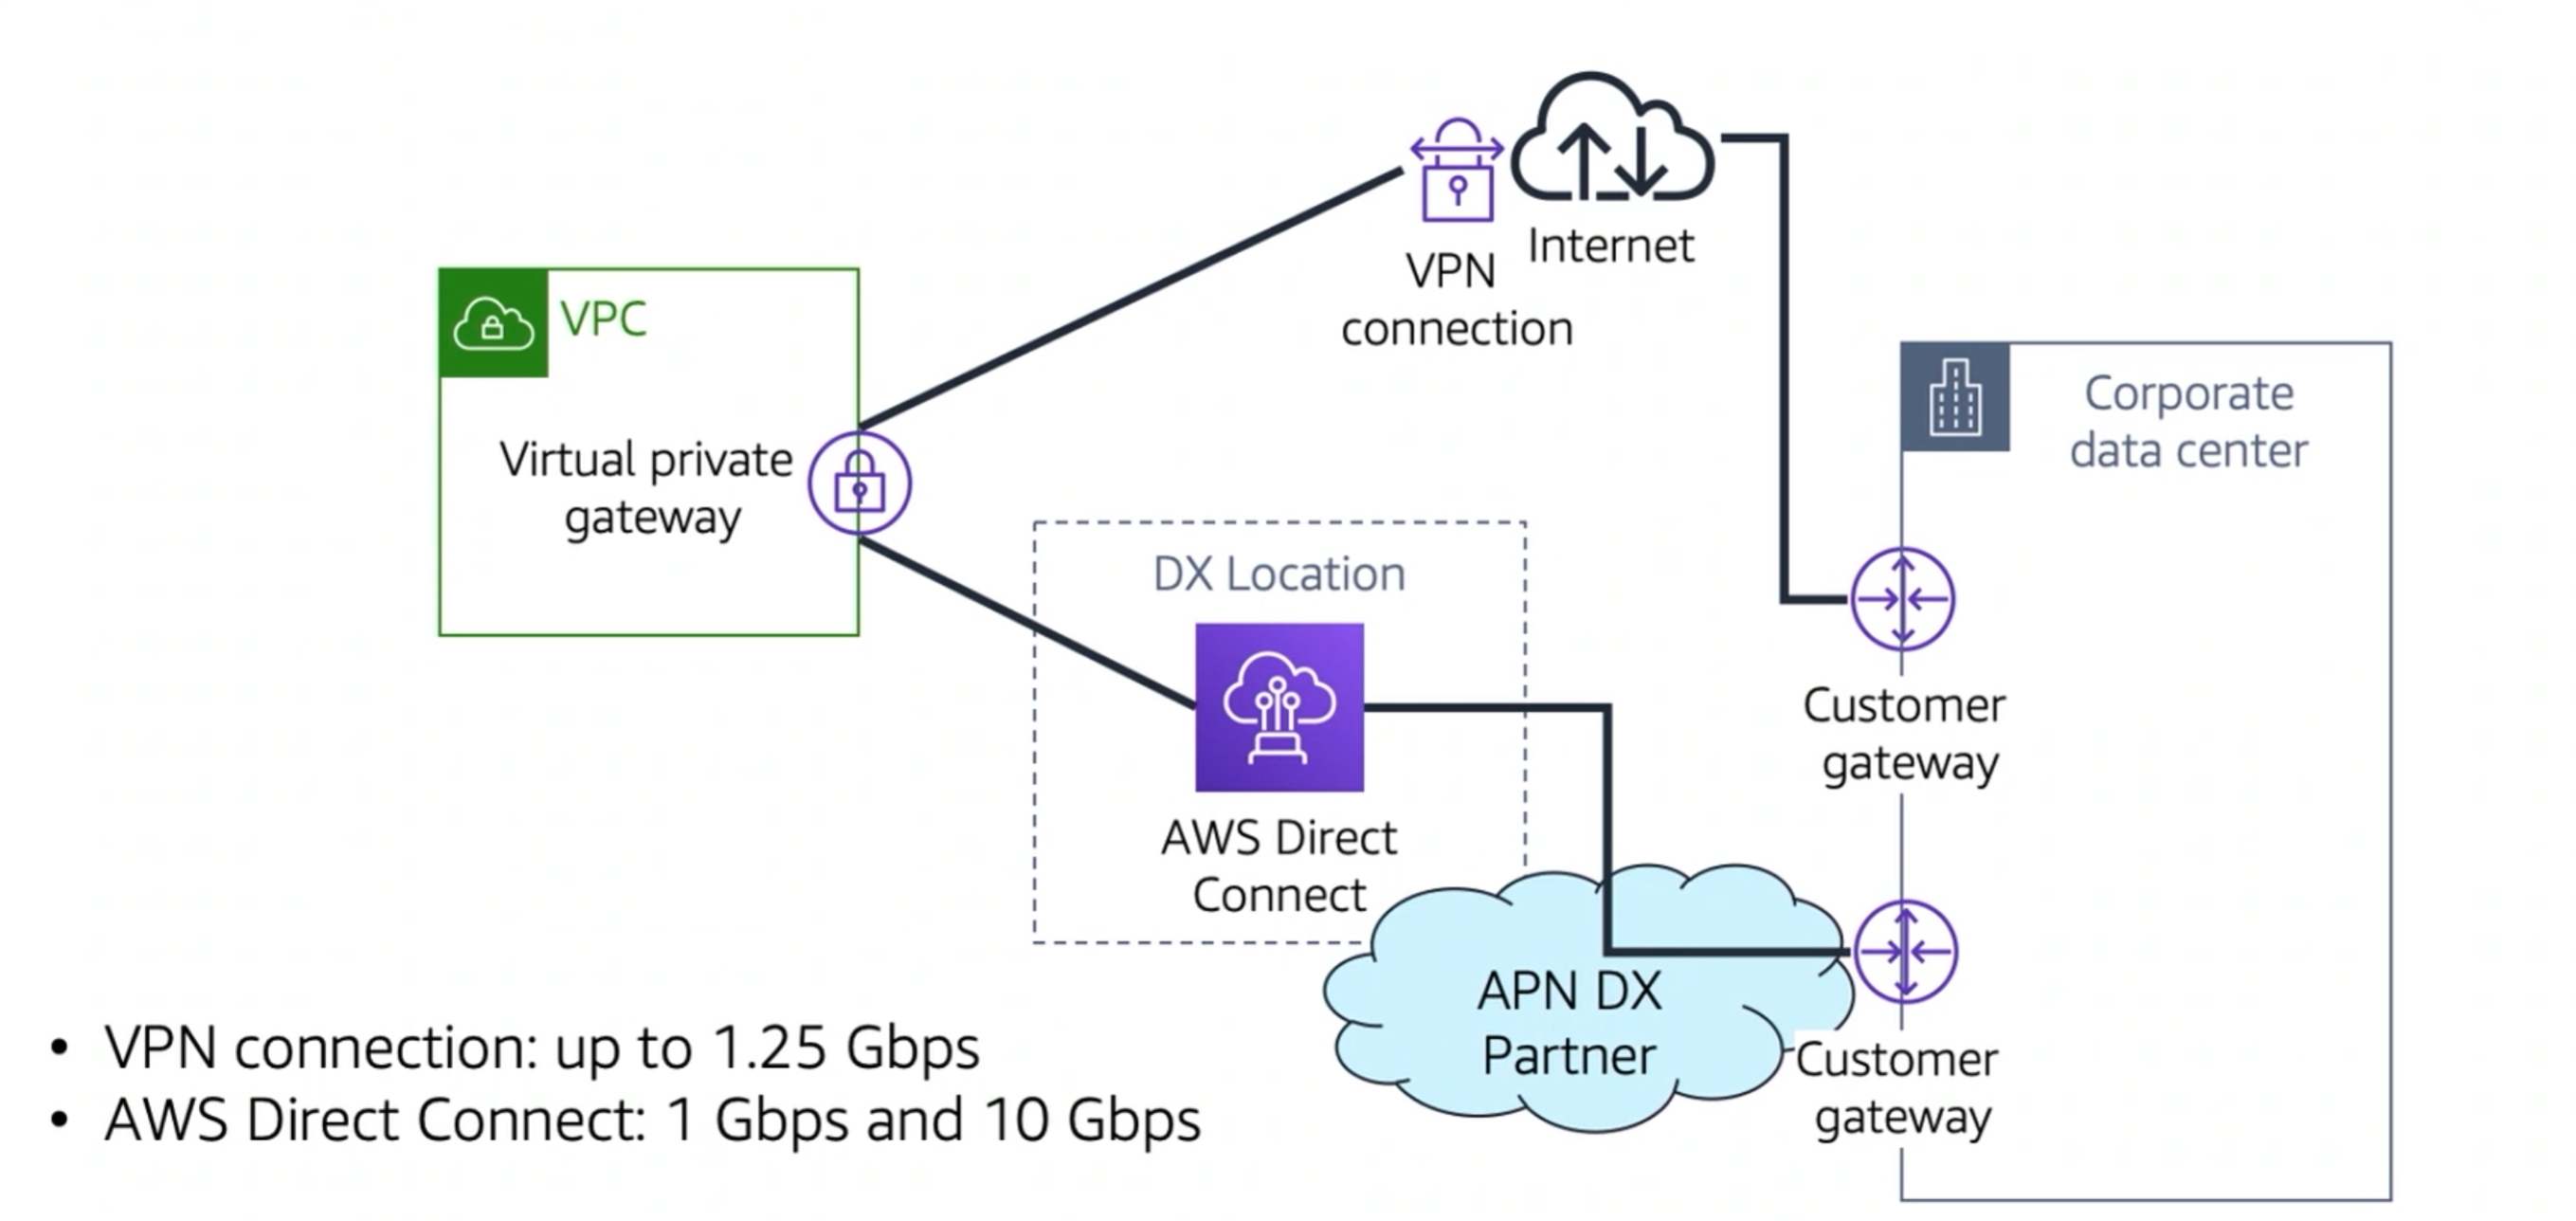 Internet
VPN
connection
VPC
Virtual private
gateway
Corporate
data center
DX Location
AWS Direct
Connect
Customer
gateway
APN DX
Partner
Customer
gateway
• VPN connection: up to 1.25 Gbps
• AWS Direct Connect: 1 Gbps and 10 Gbps